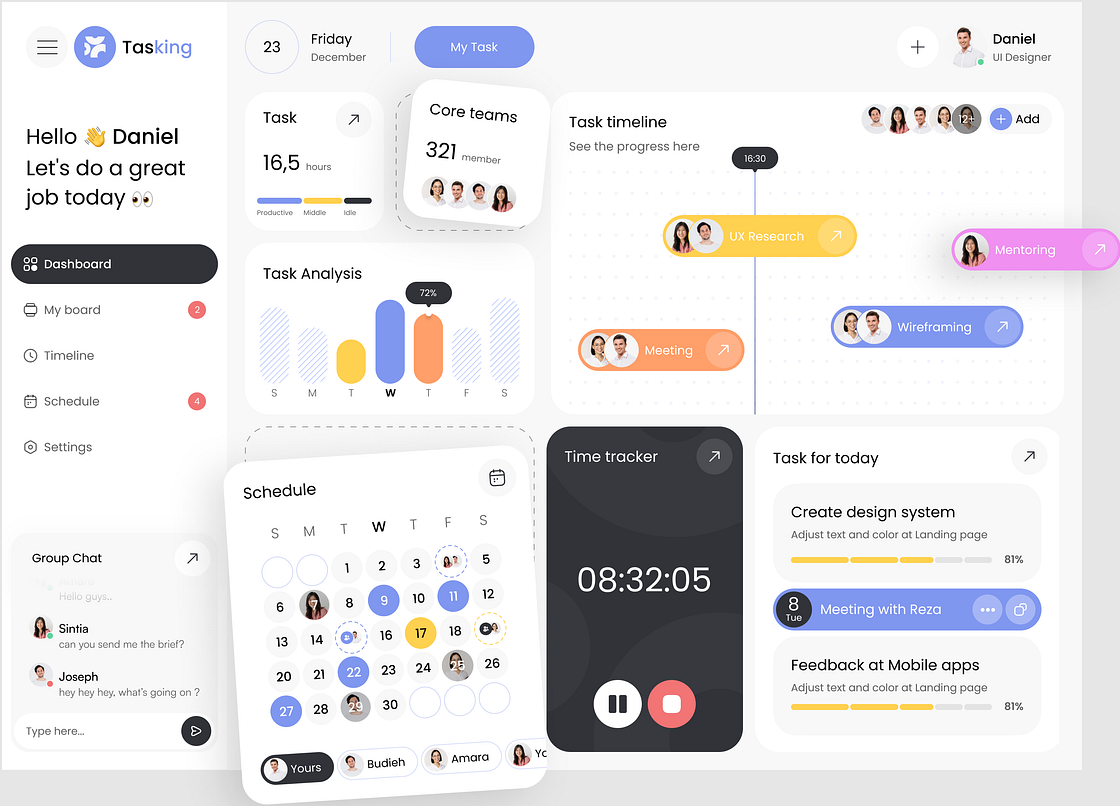 Tasking
23
Friday
December
My Task
Daniel
UI Designer
Hello 👋 Daniel
Let's do a great
job today 👀
Dashboard
My board
2
Timeline
Schedule
4
Settings
Group Chat
Hello guys..
Sintia
can you send me the brief?
Joseph
hey hey hey, what's going on ?
Type here...
Task
16,5 hours
Productive Middle Idle
Core teams
321 member
Task Analysis
72%
S M T W T F S
Task timeline
See the progress here
12+
Add
16:30
UX Research
Mentoring
Wireframing
Meeting
Schedule
S M T W T F S
1 2 3 5
6 7 8 9 10 11 12
13 14 16 17 18
20 21 22 23 24 25 26
27 28 29 30
Yours
Budieh
Amara
Yo
Time tracker
08:32:05
Task for today
Create design system
Adjust text and color at Landing page
81%
8
Tue
Meeting with Reza
Feedback at Mobile apps
Adjust text and color at Landing page
81%